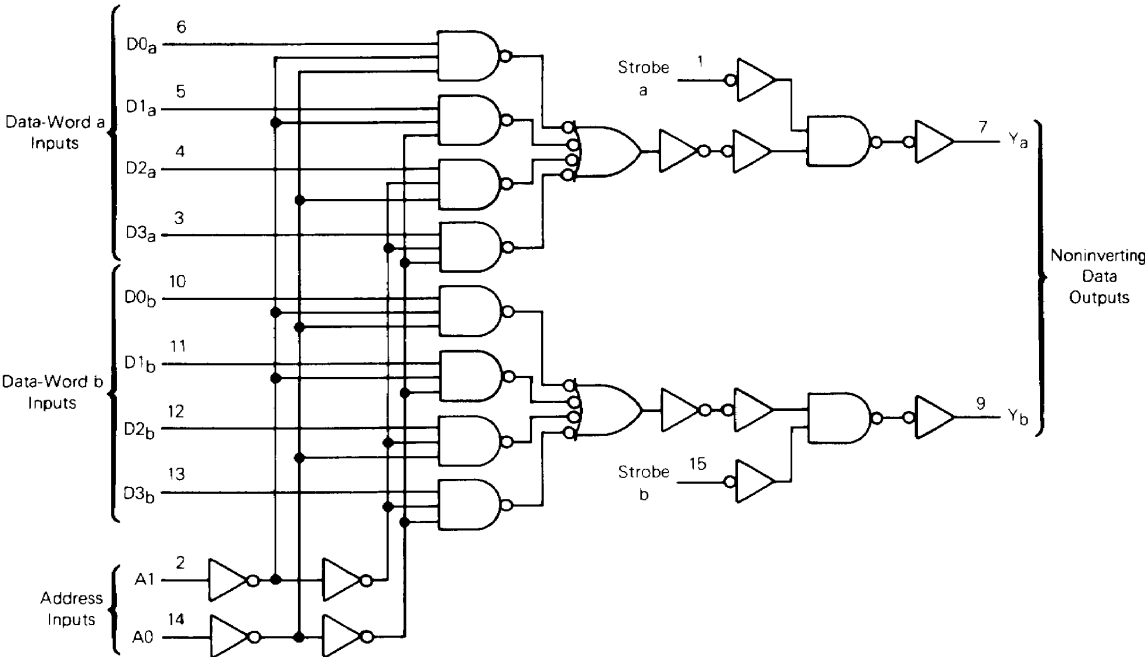 6
D0a
5
D1a
Data-Word a
Inputs
4
D2a
3
D3a
10
D0b
11
D1b
Data-Word b
Inputs
12
D2b
13
D3b
2
A1
Address
Inputs
14
A0
Strobe
a
1
7
Ya
Noninverting
Data
Outputs
9
Yb
Strobe
b
15